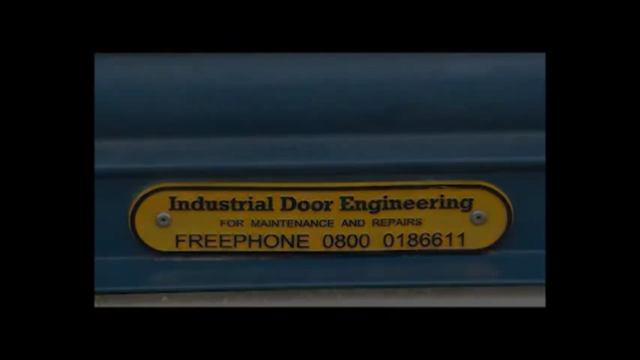 Industrial Door Engineering
FOR MAINTENANCE AND REPAIRS
FREEPHONE 0800 0186611